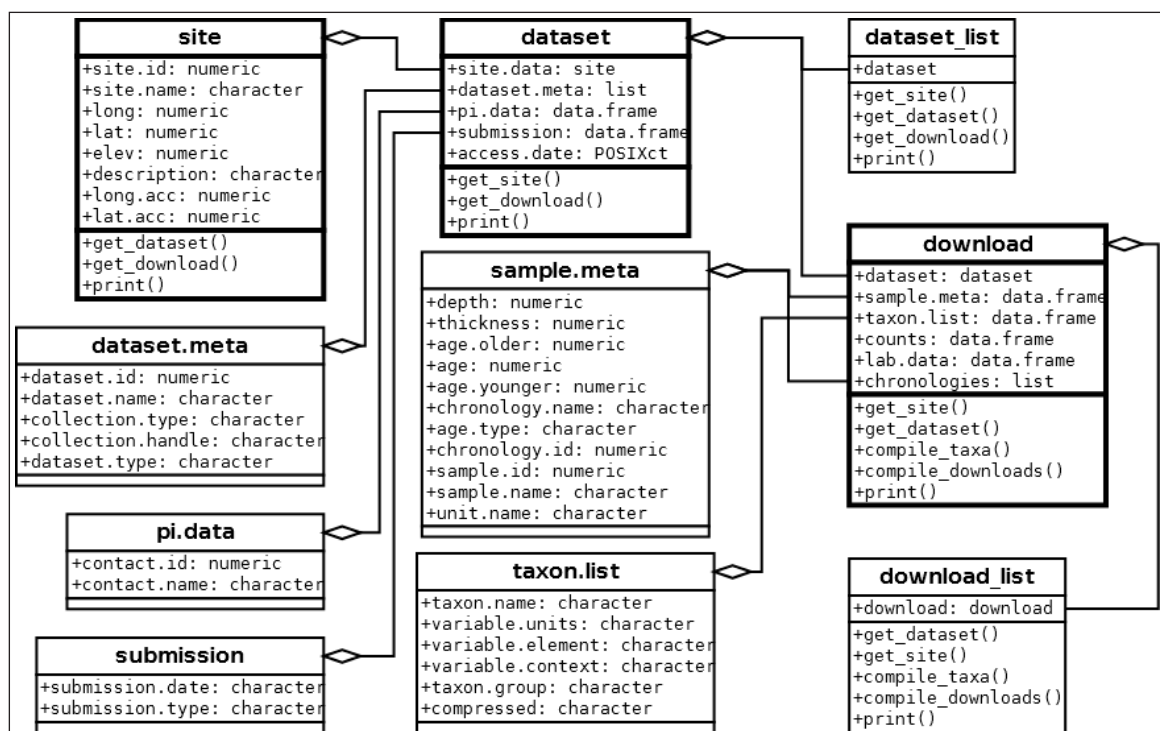 site
+site.id: numeric
+site.name: character
+long: numeric
+lat: numeric
+elev: numeric
+description: character
+long.acc: numeric
+lat.acc: numeric
+get_dataset()
+get_download()
+print()
dataset.meta
+dataset.id: numeric
+dataset.name: character
+collection.type: character
+collection.handle: character
+dataset.type: character
pi.data
+contact.id: numeric
+contact.name: character
submission
+submission.date: character
+submission.type: character
dataset
+site.data: site
+dataset.meta: list
+pi.data: data.frame
+submission: data.frame
+access.date: POSIXct
+get_site()
+get_download()
+print()
sample.meta
+depth: numeric
+thickness: numeric
+age.older: numeric
+age: numeric
+age.younger: numeric
+chronology.name: character
+age.type: character
+chronology.id: numeric
+sample.id: numeric
+sample.name: character
+unit.name: character
taxon.list
+taxon.name: character
+variable.units: character
+variable.element: character
+variable.context: character
+taxon.group: character
+compressed: character
dataset_list
+dataset
+get_site()
+get_dataset()
+get_download()
+print()
download
+dataset: dataset
+sample.meta: data.frame
+taxon.list: data.frame
+counts: data.frame
+lab.data: data.frame
+chronologies: list
+get_site()
+get_dataset()
+compile_taxa()
+compile_downloads()
+print()
download_list
+download: download
+get_dataset()
+get_site()
+compile_taxa()
+compile_downloads()
+print()